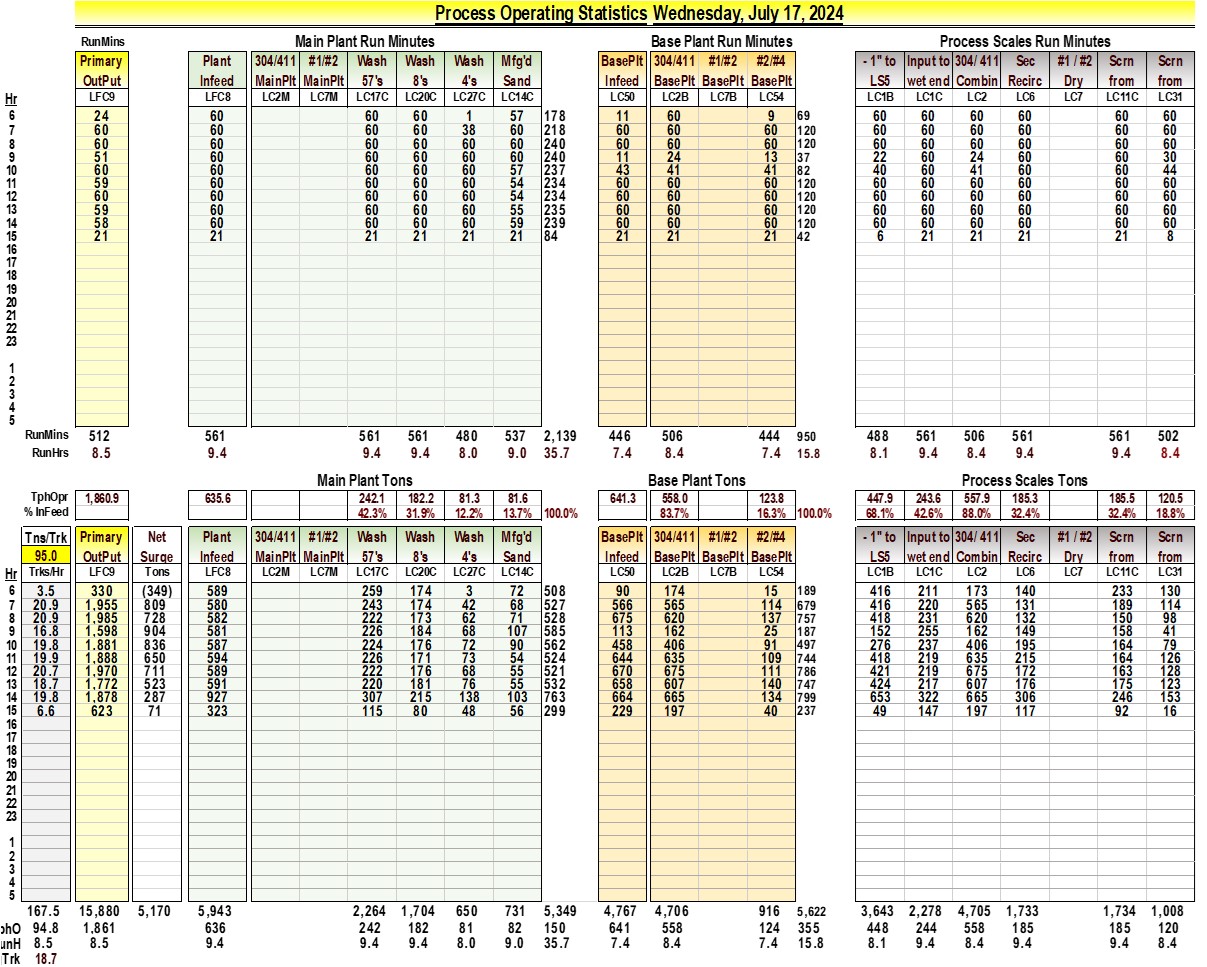 Process Operating Statistics Wednesday, July 17, 2024
RunMins Main Plant Run Minutes Base Plant Run Minutes Process Scales Run Minutes
Primary Plant 304/411 #1/#2 Wash Wash Wash Mfg'd BasePlt 304/411 #1/#2 #2/#4 - 1" to Input to 304/ 411 Sec #1 / #2 Scrn Scrn
OutPut Infeed MainPlt MainPlt 57's 8's 4's Sand Infeed BasePlt BasePlt BasePlt LS5 wet end Combin Recirc Dry from from
Hr LFC9 LFC8 LC2M LC7M LC17C LC20C LC27C LC14C LC50 LC2B LC7B LC54 LC1B LC1C LC2 LC6 LC7 LC11C LC31
6 24 60 60 60 1 57 178 11 60 9 69 60 60 60 60 60 60
7 60 60 60 60 38 60 218 60 60 60 120 60 60 60 60 60 60
8 60 60 60 60 60 60 240 60 60 60 120 60 60 60 60 60 60
9 51 60 60 60 60 60 240 11 24 13 37 22 60 24 60 60 30
10 60 60 60 60 60 57 237 43 41 41 82 40 60 41 60 60 44
11 59 60 60 60 60 54 234 60 60 60 120 60 60 60 60 60 60
12 60 60 60 60 60 54 234 60 60 60 120 60 60 60 60 60 60
13 59 60 60 60 60 55 235 60 60 60 120 60 60 60 60 60 60
14 58 60 60 60 60 59 239 60 60 60 120 60 60 60 60 60 60
15 21 21 21 21 21 21 84 21 21 21 42 6 21 21 21 21 8
16
17
18
19
20
21
22
23
1
2
3
4
5
RunMins 512 561 561 561 480 537 2,139 446 506 444 950 488 561 506 561 561 502
RunHrs 8.5 9.4 9.4 9.4 8.0 9.0 35.7 7.4 8.4 7.4 15.8 8.1 9.4 8.4 9.4 9.4 8.4
Main Plant Tons Base Plant Tons Process Scales Tons
TphOpr 1,860.9 635.6 242.1 182.2 81.3 81.6 641.3 558.0 123.8 447.9 243.6 557.9 185.3 185.5 120.5
% InFeed 42.3% 31.9% 12.2% 13.7% 100.0% 83.7% 16.3% 100.0% 68.1% 42.6% 88.0% 32.4% 32.4% 18.8%
Tns/Trk Primary Net Plant 304/411 #1/#2 Wash Wash Wash Mfg'd BasePlt 304/411 #1/#2 #2/#4 - 1" to Input to 304/ 411 Sec #1 / #2 Scrn Scrn
95.0 OutPut Surge Infeed MainPlt MainPlt 57's 8's 4's Sand Infeed BasePlt BasePlt BasePlt LS5 wet end Combin Recirc Dry from from
Hr Trks/Hr LFC9 Tons LFC8 LC2M LC7M LC17C LC20C LC27C LC14C LC50 LC2B LC7B LC54 LC1B LC1C LC2 LC6 LC7 LC11C LC31
6 3.5 330 (349) 589 259 174 3 72 508 90 174 15 189 416 211 173 140 233 130
7 20.9 1,955 809 580 243 174 42 68 527 566 565 114 679 416 220 565 131 189 114
8 20.9 1,985 728 582 222 173 62 71 528 675 620 137 757 418 231 620 132 150 98
9 16.8 1,598 904 581 226 184 68 107 585 113 162 25 187 152 255 162 149 158 41
10 19.8 1,881 836 587 224 176 72 90 562 458 406 91 497 276 237 406 195 164 79
11 19.9 1,888 650 594 226 171 73 54 524 644 635 109 744 418 219 635 215 164 126
12 20.7 1,970 711 589 222 176 68 55 521 670 675 111 786 421 219 675 172 163 128
13 18.7 1,772 523 591 220 181 76 55 532 658 607 140 747 424 217 607 176 175 123
14 19.8 1,878 287 927 307 215 138 103 763 664 665 134 799 653 322 665 306 246 153
15 6.6 623 71 323 115 80 48 56 299 229 197 40 237 49 147 197 117 92 16
16
17
18
19
20
21
22
23
1
2
3
4
5
167.5 15,880 5,170 5,943 2,264 1,704 650 731 5,349 4,767 4,706 916 5,622 3,643 2,278 4,705 1,733 1,734 1,008
phO 94.8 1,861 636 242 182 81 82 150 641 558 124 355 448 244 558 185 185 120
unH 8.5 8.5 9.4 9.4 9.4 8.0 9.0 35.7 7.4 8.4 7.4 15.8 8.1 9.4 8.4 9.4 9.4 8.4
Trk 18.7